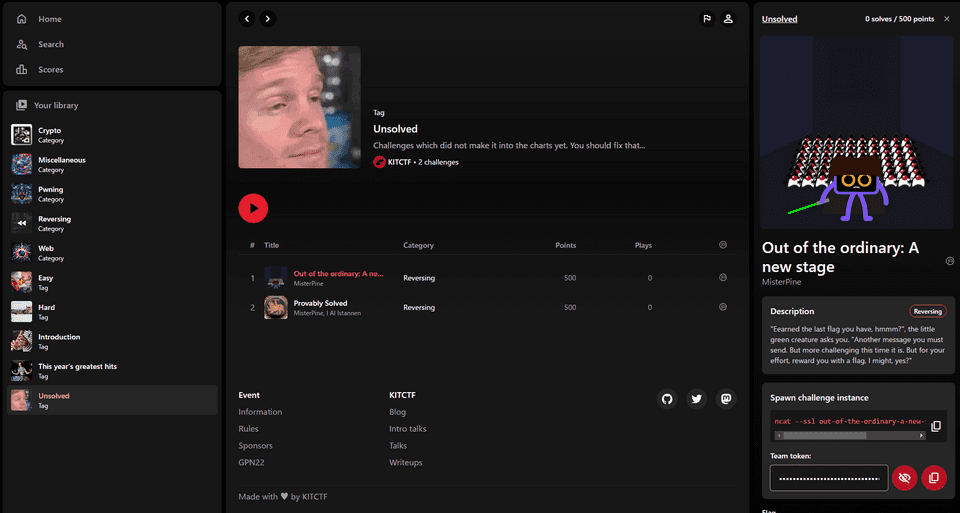 Home
Search
Scores
Your library
Crypto
Category
Miscellaneous
Category
Pwning
Category
Reversing
Category
Web
Category
Easy
Tag
Hard
Tag
Introduction
Tag
This year's greatest hits
Tag
Unsolved
Tag
Tag
Unsolved
Challenges which did not make it into the charts yet. You should fix that...
KITCTF • 2 challenges
# Title Category Points Plays
1 Out of the ordinary: A ne... Reversing 500 0
MisterPine
2 Provably Solved Reversing 500 0
MisterPine, I Al Istannen
Event KITCTF
Information Blog
Rules Intro talks
Sponsors Talks
GPN22 Writeups
Made with ♥ by KITCTF
Unsolved 0 solves / 500 points ×
Out of the ordinary: A
new stage
MisterPine
Description Reversing
"Eearned the last flag you have, hmmm?", the little
green creature asks you. "Another message you must
send. But more challenging this time it is. But for your
effort, reward you with a flag, I might, yes?"
Spawn challenge instance
ncat --ssl out-of-the-ordinary-a-new-
Team token:
Flag